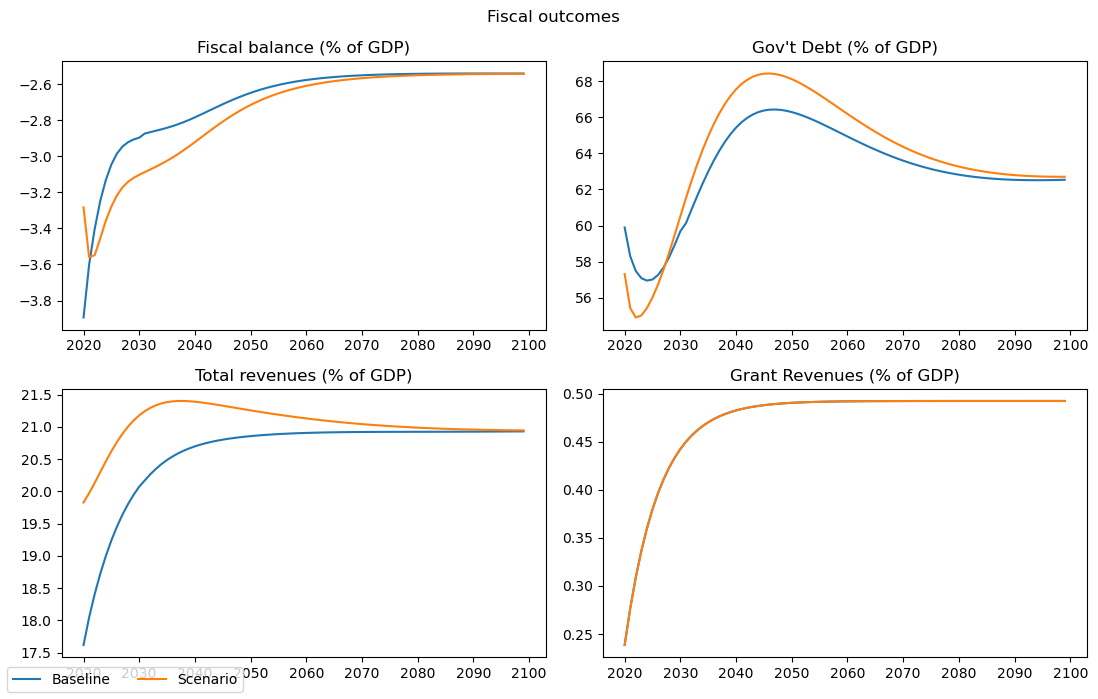 Fiscal outcomes
Fiscal balance (% of GDP)
−2.6
−2.8
−3.0
−3.2
−3.4
−3.6
−3.8
2020 2030 2040 2050 2060 2070 2080 2090 2100
Gov't Debt (% of GDP)
68
66
64
62
60
58
56
2020 2030 2040 2050 2060 2070 2080 2090 2100
Total revenues (% of GDP)
21.5
21.0
20.5
20.0
19.5
19.0
18.5
18.0
17.5
2020 2030 2040 2050 2060 2070 2080 2090 2100
Grant Revenues (% of GDP)
0.50
0.45
0.40
0.35
0.30
0.25
2020 2030 2040 2050 2060 2070 2080 2090 2100
Baseline Scenario